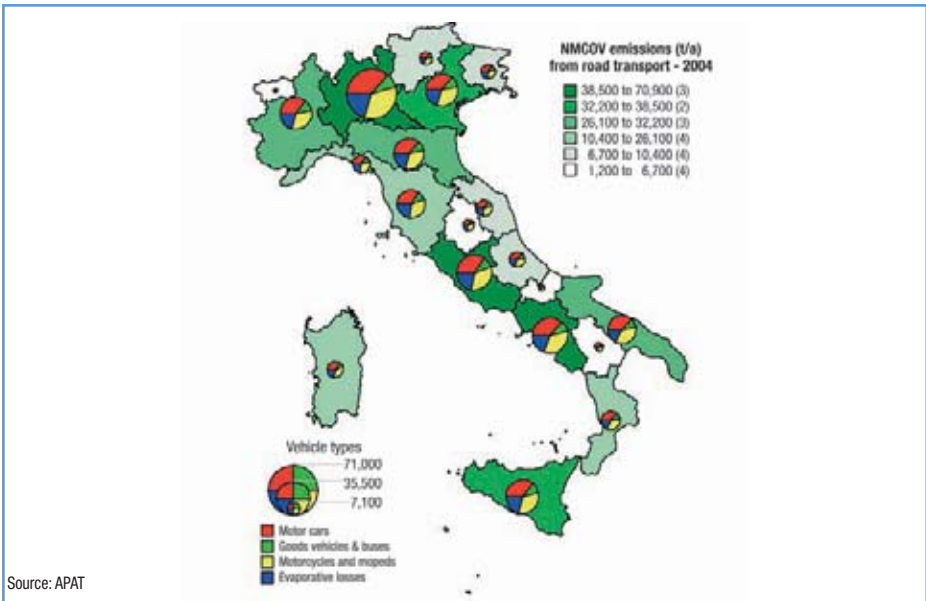 NMCOV emissions (t/a)
from road transport - 2004
38,500 to 70,900 (3)
32,200 to 38,500 (2)
26,100 to 32,200 (3)
10,400 to 26,100 (4)
6,700 to 10,400 (4)
1,200 to 6,700 (4)
Vehicle types
71,000
35,500
7,100
Motor cars
Goods vehicles & buses
Motorcycles and mopeds
Evaporative losses
Source: APAT